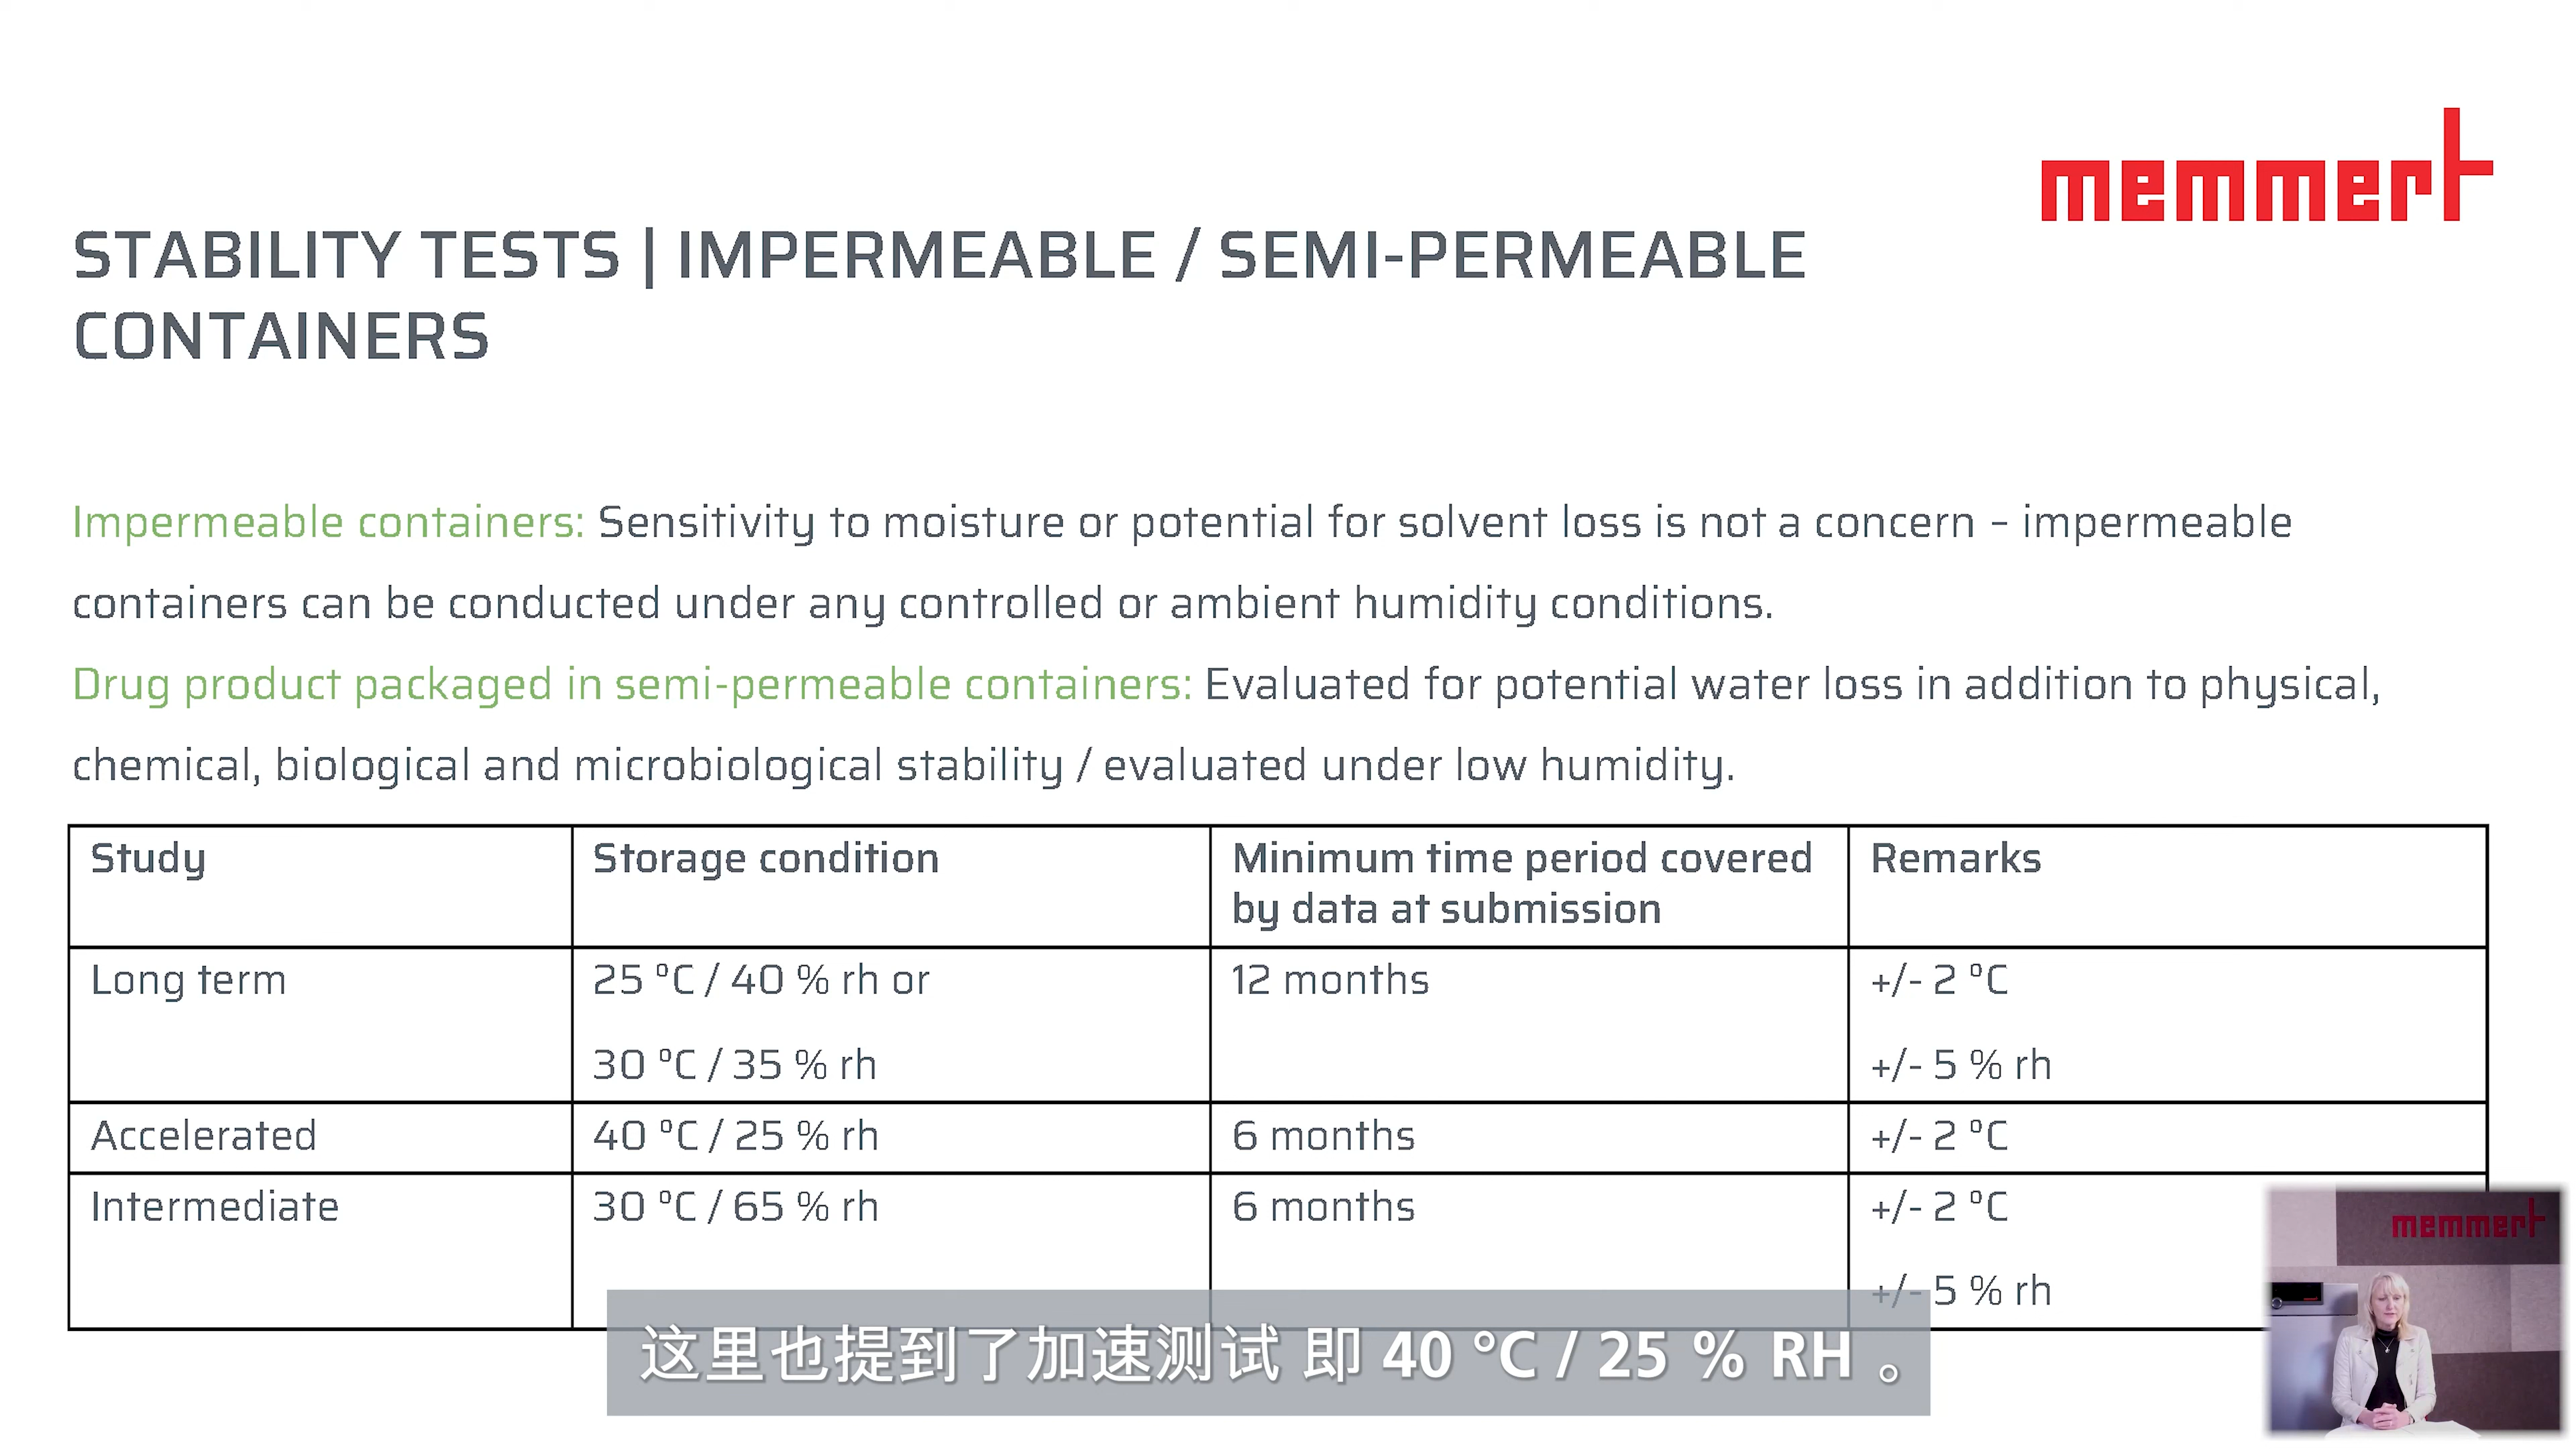 memmert
STABILITY TESTS | IMPERMEABLE / SEMI-PERMEABLE
CONTAINERS
Impermeable containers: Sensitivity to moisture or potential for solvent loss is not a concern – impermeable
containers can be conducted under any controlled or ambient humidity conditions.
Drug product packaged in semi-permeable containers: Evaluated for potential water loss in addition to physical,
chemical, biological and microbiological stability / evaluated under low humidity.
Study
Storage condition
Minimum time period covered
by data at submission
Remarks
Long term
25 °C / 40 % rh or
30 °C / 35 % rh
12 months
+/- 2 °C
+/- 5 % rh
Accelerated
40 °C / 25 % rh
6 months
+/- 2 °C
Intermediate
30 °C / 65 % rh
6 months
+/- 2 °C
+/- 5 % rh
memmert
这里也提到了加速测试 即 40 °C / 25 % RH 。